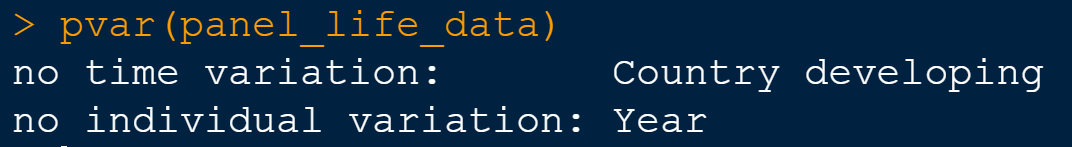 > pvar(panel_life_data)
no time variation:       Country developing
no individual variation: Year